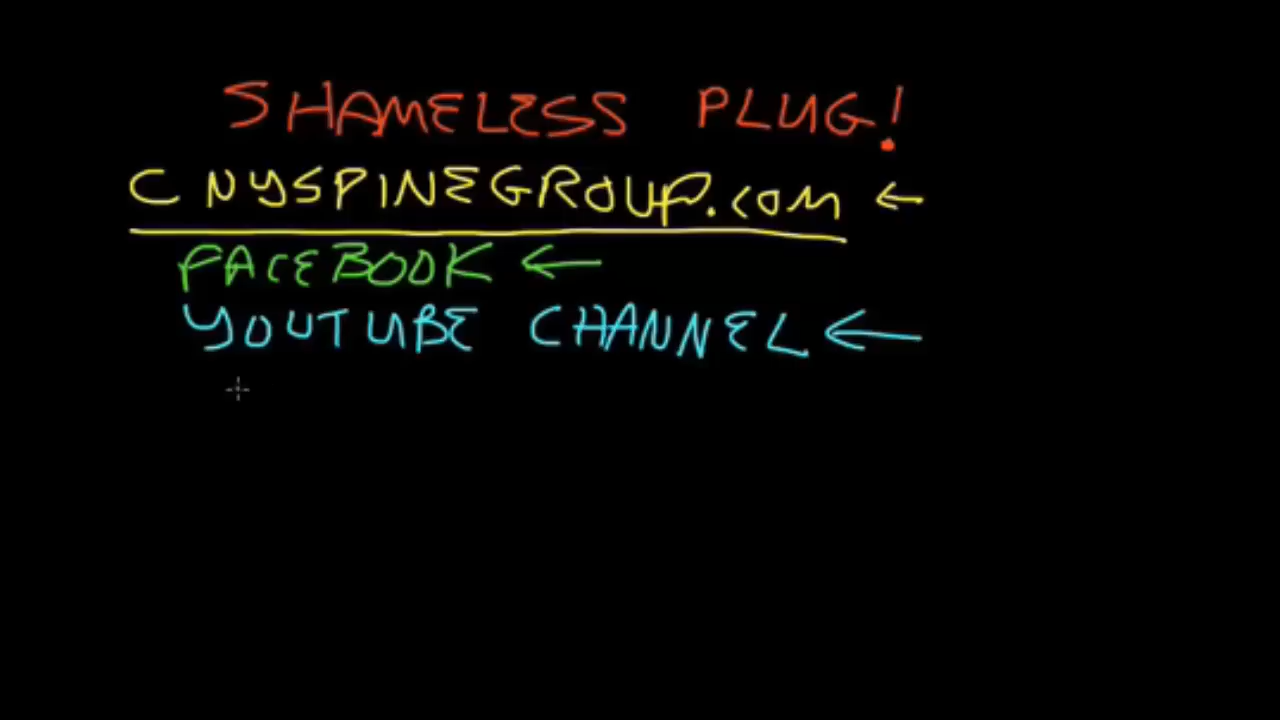 SHAMELESS PLUG!
CNYSPINEGROUP.com ←
FACEBOOK ←
YOUTUBE CHANNEL ←